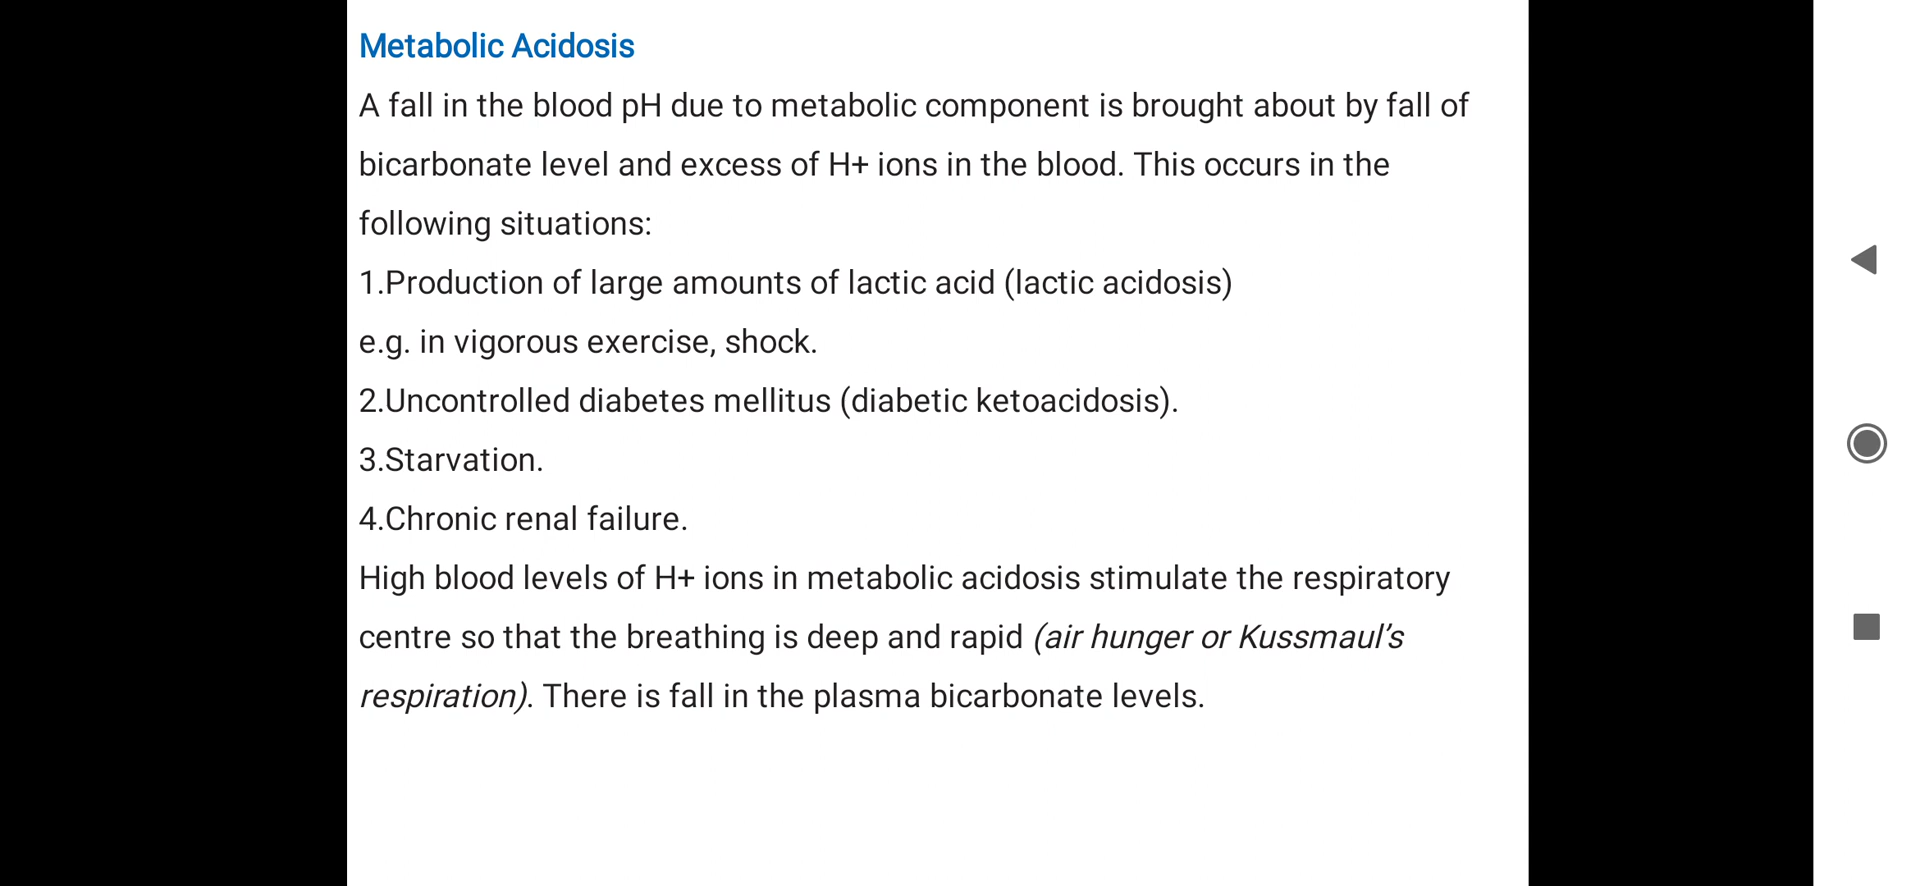 Metabolic Acidosis
A fall in the blood pH due to metabolic component is brought about by fall of
bicarbonate level and excess of H+ ions in the blood. This occurs in the
following situations:
1.Production of large amounts of lactic acid (lactic acidosis)
e.g. in vigorous exercise, shock.
2.Uncontrolled diabetes mellitus (diabetic ketoacidosis).
3.Starvation.
4.Chronic renal failure.
High blood levels of H+ ions in metabolic acidosis stimulate the respiratory
centre so that the breathing is deep and rapid (air hunger or Kussmaul’s
respiration). There is fall in the plasma bicarbonate levels.